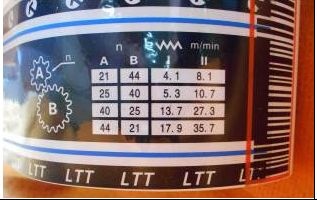 n m/min
A B I II
21 44 4.1 8.1
25 40 5.3 10.7
40 25 13.7 27.3
44 21 17.9 35.7
A n
B
LTT LTT LTT LTT LTT